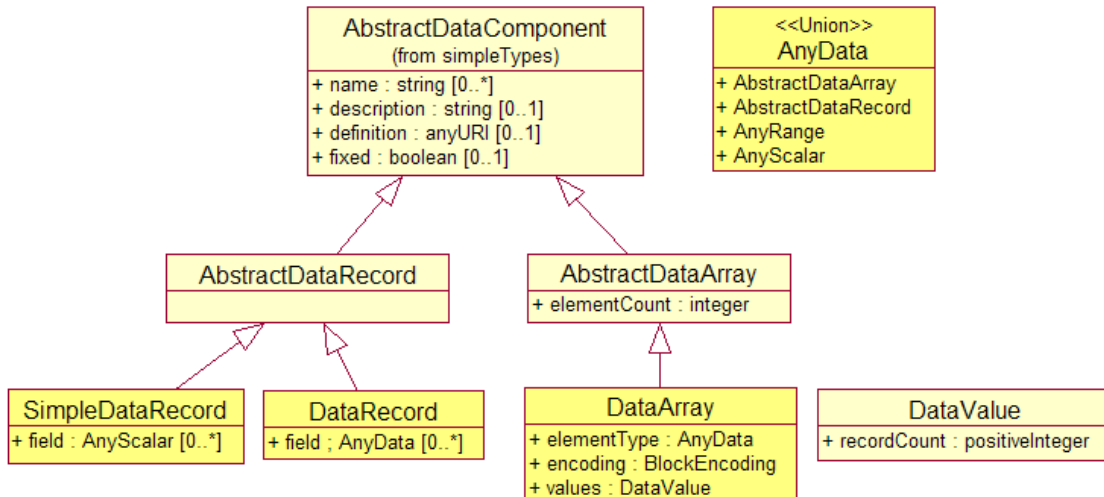 AbstractDataComponent
(from simpleTypes)
+ name : string [0..*]
+ description : string [0..1]
+ definition : anyURI [0..1]
+ fixed : boolean [0..1]
<<Union>>
AnyData
+ AbstractDataArray
+ AbstractDataRecord
+ AnyRange
+ AnyScalar
AbstractDataRecord
AbstractDataArray
+ elementCount : integer
SimpleDataRecord
+ field : AnyScalar [0..*]
DataRecord
+ field ; AnyData [0..*]
DataArray
+ elementType : AnyData
+ encoding : BlockEncoding
+ values : DataValue
DataValue
+ recordCount : positiveInteger